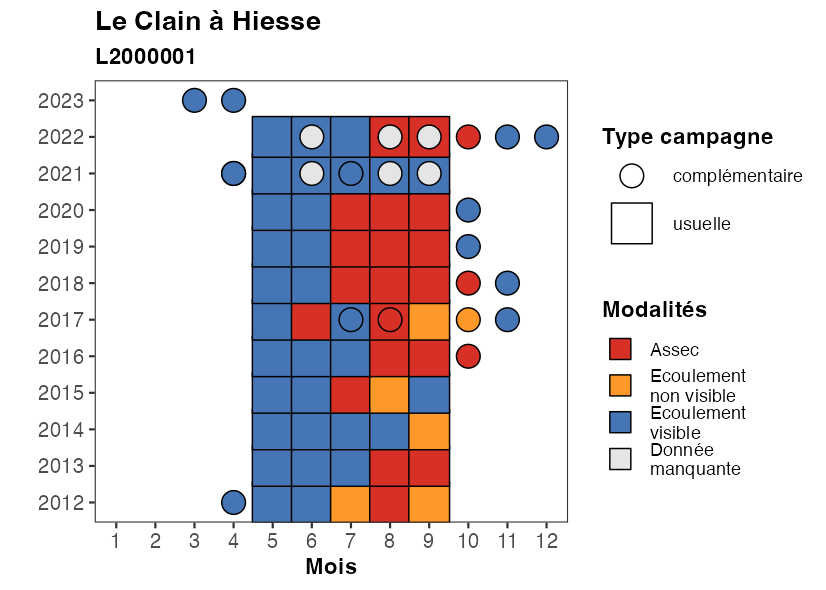 Le Clain à Hiesse
L2000001
2023
2022
2021
2020
2019
2018
2017
2016
2015
2014
2013
2012
1 2 3 4 5 6 7 8 9 10 11 12
Mois
Type campagne
complémentaire
usuelle
Modalités
Assec
Ecoulement
non visible
Ecoulement
visible
Donnée
manquante